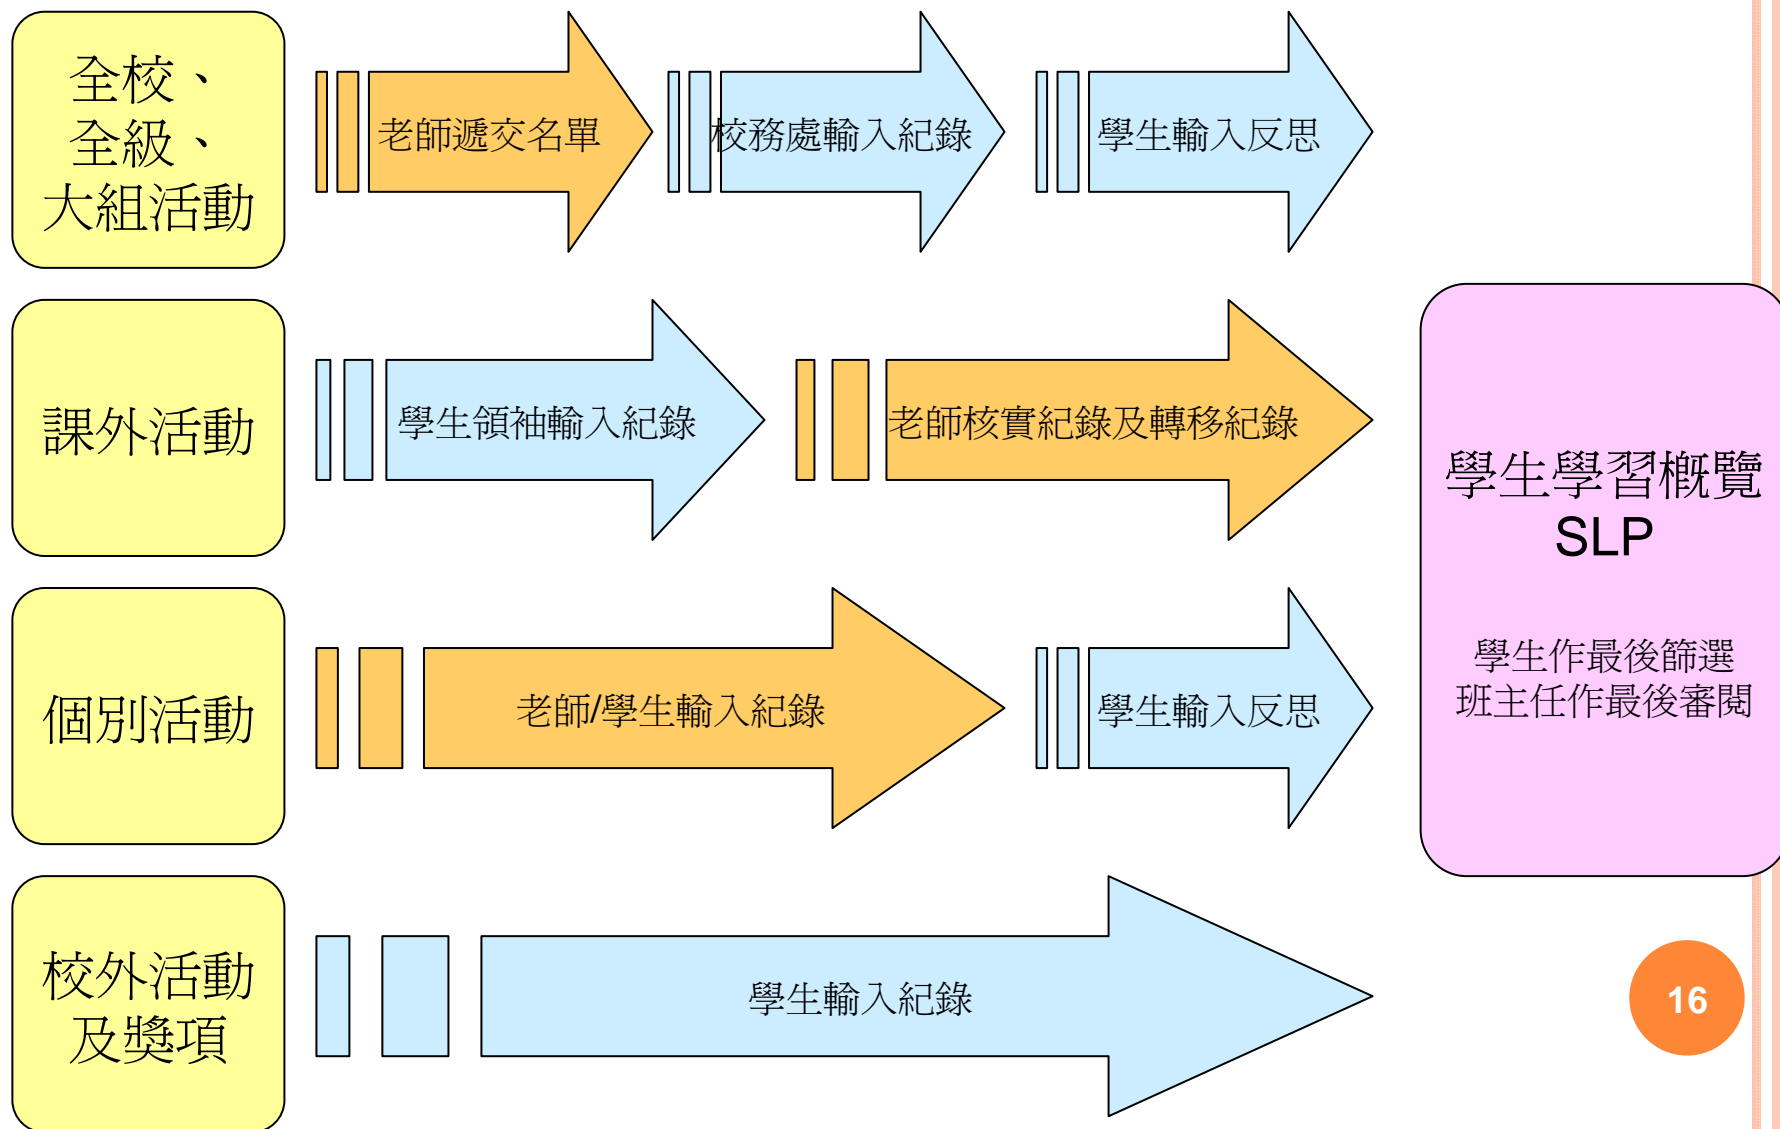 全校、
全級、
大組活動
老師遞交名單
校務處輸入紀錄
學生輸入反思
課外活動
學生領袖輸入紀錄
老師核實紀錄及轉移紀錄
個別活動
老師/學生輸入紀錄
學生輸入反思
校外活動
及獎項
學生輸入紀錄
學生學習概覽
SLP
學生作最後篩選
班主任作最後審閱
16